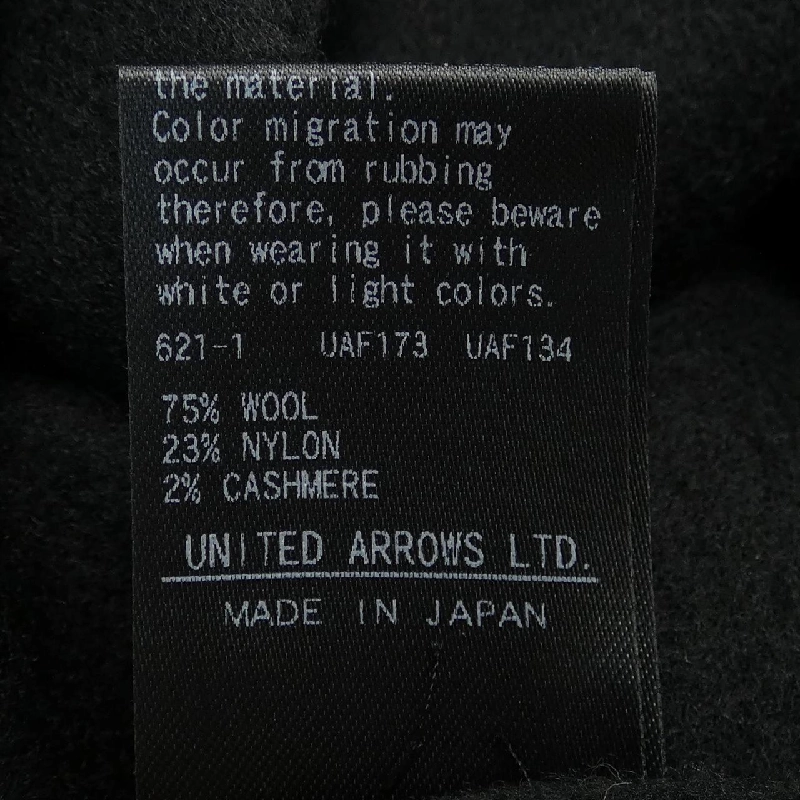 the material.
Color migration may
occur from rubbing
therefore, please beware
when wearing it with
white or light colors.
621-1 UAF173 UAF134
75% WOOL
23% NYLON
2% CASHMERE
UNITED ARROWS LTD.
MADE IN JAPAN